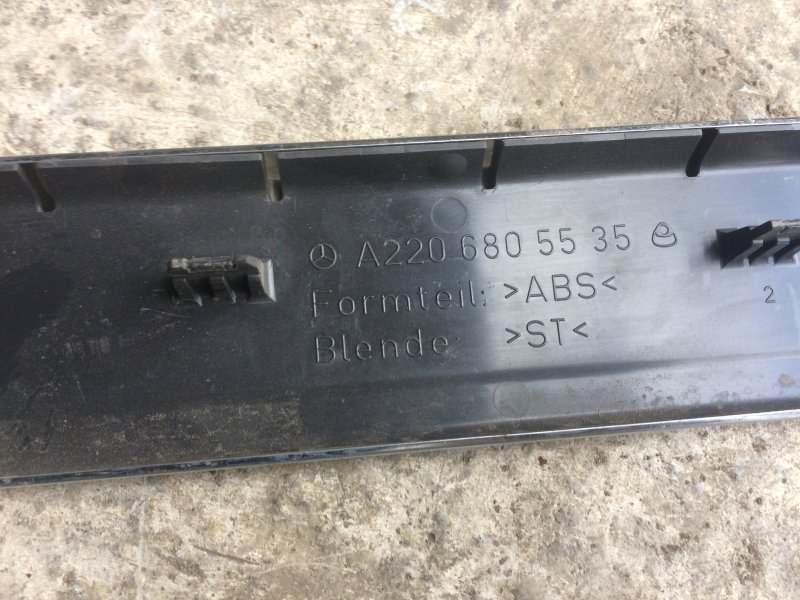 A220 680 55 35
Formteil: >ABS<
Blende: >ST<
2